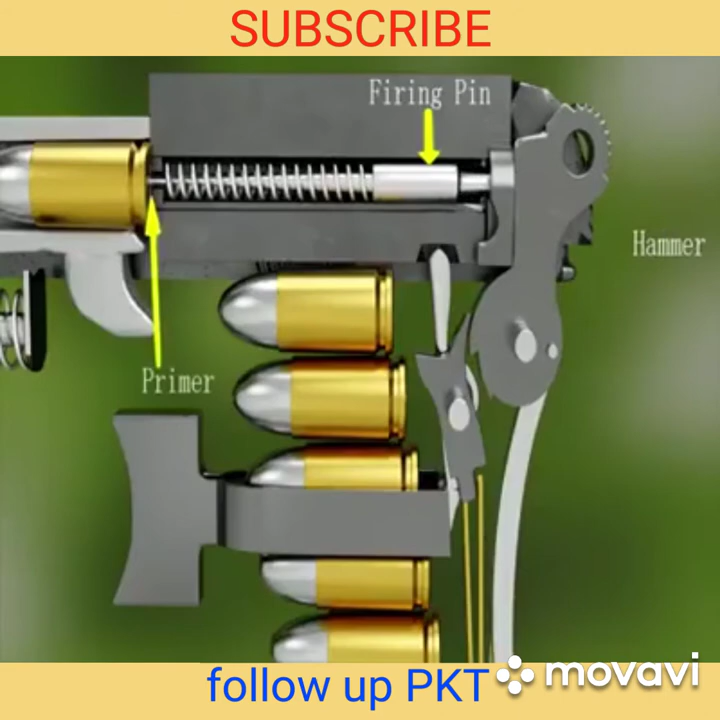 SUBSCRIBE
Firing Pin
Hammer
Primer
follow up PKT
movavi